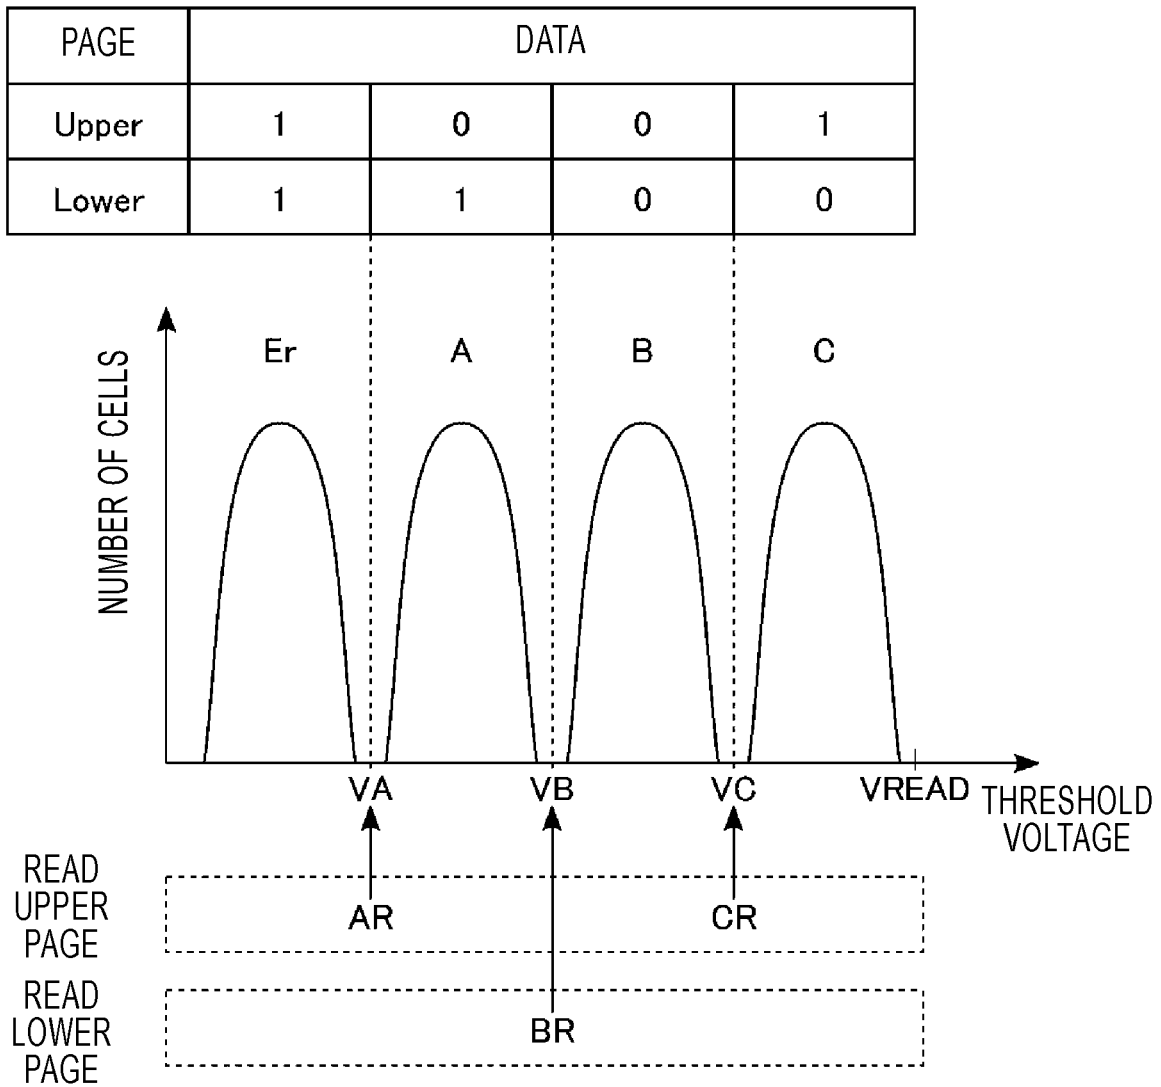 PAGE DATA
Upper 1 0 0 1
Lower 1 1 0 0
Er A B C
NUMBER OF CELLS
VA VB VC VREAD
THRESHOLD
VOLTAGE
READ
UPPER
PAGE
AR CR
READ
LOWER
PAGE
BR